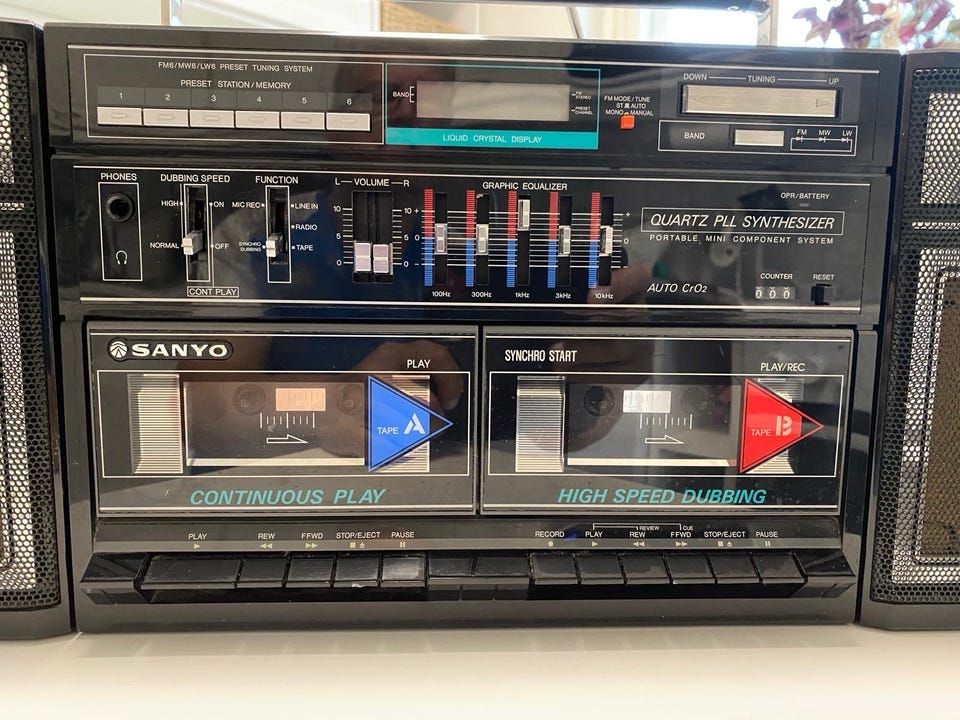 FM6/MW6/LW6 PRESET TUNING SYSTEM
PRESET STATION/MEMORY
1 2 3 4 5 6
BAND
FM STEREO
PRESET CHANNEL
LIQUID CRYSTAL DISPLAY
FM MODE/TUNE
ST AUTO
MONO MANUAL
DOWN TUNING UP
BAND
FM MW LW
PHONES
DUBBING SPEED
HIGH ON
NORMAL OFF
CONT PLAY
FUNCTION
MIC REC LINE IN
RADIO
SYNCHRO DUBBING TAPE
L VOLUME R
10 10
5 5
0 0
GRAPHIC EQUALIZER
+ +
0 0
- -
100Hz 300Hz 1kHz 3kHz 10kHz
OPR/BATTERY
QUARTZ PLL SYNTHESIZER
PORTABLE MINI COMPONENT SYSTEM
AUTO CrO2
COUNTER RESET
000
SANYO
PLAY
TAPE A
CONTINUOUS PLAY
SYNCHRO START
PLAY/REC
TAPE B
HIGH SPEED DUBBING
PLAY REW FFWD STOP/EJECT PAUSE
REVIEW CUE
RECORD PLAY REW FFWD STOP/EJECT PAUSE